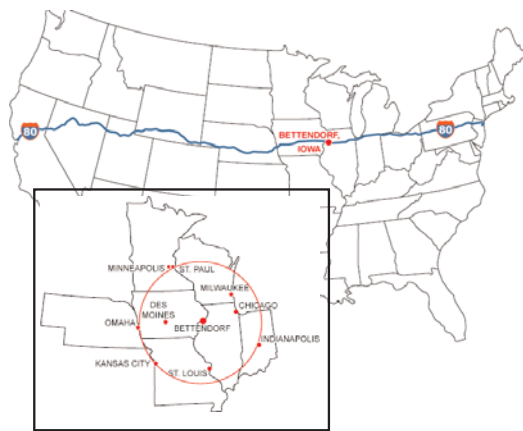 80
BETTENDORF,
IOWA
80
MINNEAPOLIS ST. PAUL
MILWAUKEE
CHICAGO
DES
MOINES
OMAHA
BETTENDORF
INDIANAPOLIS
KANSAS CITY
ST. LOUIS